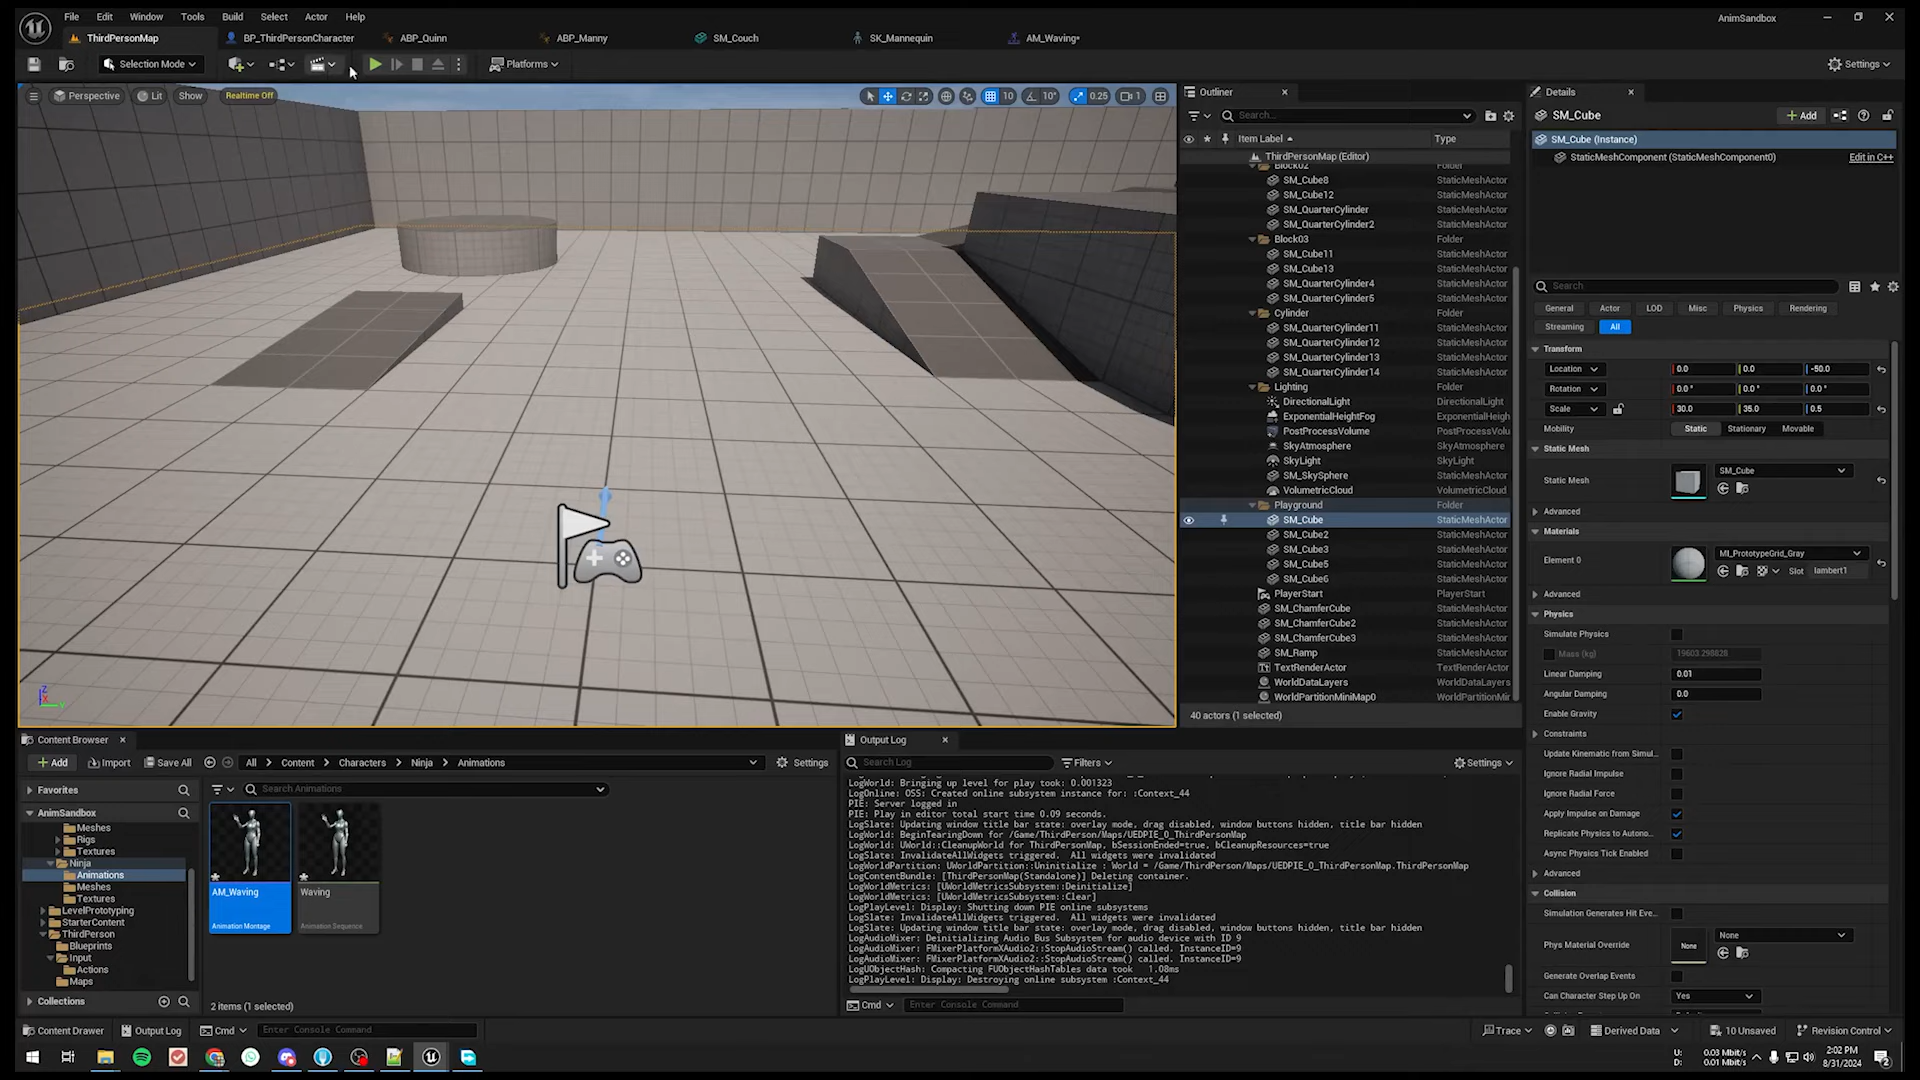 File Edit Window Tools Build Select Actor Help
AnimSandbox
ThirdPersonMap BP_ThirdPersonCharacter ABP_Quinn ABP_Manny SM_Couch SK_Mannequin AM_Waving*
Selection Mode Platforms Settings
Perspective Lit Show Realtime Off 10 10° 0.25 1
Outliner
Search...
Item Label Type
ThirdPersonMap (Editor)
Block02 Folder
SM_Cube8 StaticMeshActor
SM_Cube12 StaticMeshActor
SM_QuarterCylinder StaticMeshActor
SM_QuarterCylinder2 StaticMeshActor
Block03 Folder
SM_Cube11 StaticMeshActor
SM_Cube13 StaticMeshActor
SM_QuarterCylinder4 StaticMeshActor
SM_QuarterCylinder5 StaticMeshActor
Cylinder Folder
SM_QuarterCylinder11 StaticMeshActor
SM_QuarterCylinder12 StaticMeshActor
SM_QuarterCylinder13 StaticMeshActor
SM_QuarterCylinder14 StaticMeshActor
Lighting Folder
DirectionalLight DirectionalLight
ExponentialHeightFog ExponentialHeigh
PostProcessVolume PostProcessVolu
SkyAtmosphere SkyAtmosphere
SkyLight SkyLight
SM_SkySphere StaticMeshActor
VolumetricCloud VolumetricCloud
Playground Folder
SM_Cube StaticMeshActor
SM_Cube2 StaticMeshActor
SM_Cube3 StaticMeshActor
SM_Cube5 StaticMeshActor
SM_Cube6 StaticMeshActor
PlayerStart PlayerStart
SM_ChamferCube StaticMeshActor
SM_ChamferCube2 StaticMeshActor
SM_ChamferCube3 StaticMeshActor
SM_Ramp StaticMeshActor
TextRenderActor TextRenderActor
WorldDataLayers WorldDataLayers
WorldPartitionMiniMap0 WorldPartitionMir
40 actors (1 selected)
Details
SM_Cube Add
SM_Cube (Instance)
StaticMeshComponent (StaticMeshComponent0) Edit in C++
Search
General Actor LOD Misc Physics Rendering
Streaming All
Transform
Location 0.0 0.0 -50.0
Rotation 0.0° 0.0° 0.0°
Scale 30.0 35.0 0.5
Mobility Static Stationary Movable
Static Mesh
Static Mesh SM_Cube
Advanced
Materials
Element 0 MI_PrototypeGrid_Gray
Slot lambert1
Advanced
Physics
Simulate Physics
Mass (kg) 19603.298828
Linear Damping 0.01
Angular Damping 0.0
Enable Gravity
Constraints
Update Kinematic from Simul...
Ignore Radial Impulse
Ignore Radial Force
Apply Impulse on Damage
Replicate Physics to Autono...
Async Physics Tick Enabled
Advanced
Collision
Simulation Generates Hit Eve...
Phys Material Override None None
Generate Overlap Events
Can Character Step Up On Yes
Content Browser
Add Import Save All All Content Characters Ninja Animations Settings
Favorites
Search Animations
AnimSandbox
Meshes
Rigs
Textures
Ninja
Animations
Meshes
Textures
LevelPrototyping
StarterContent
ThirdPerson
Blueprints
Input
Actions
Maps
Collections
AM_Waving
Animation Montage
Waving
Animation Sequence
2 items (1 selected)
Output Log
Search Log Filters Settings
LogWorld: Bringing up level for play took: 0.001323
LogOnline: OSS: Created online subsystem instance for: :Context_44
PIE: Server logged in
PIE: Play in editor total start time 0.09 seconds.
LogSlate: Updating window title bar state: overlay mode, drag disabled, window buttons hidden, title bar hidden
LogWorld: BeginTearingDown for /Game/ThirdPerson/Maps/UEDPIE_0_ThirdPersonMap
LogWorld: UWorld::CleanupWorld for ThirdPersonMap, bSessionEnded=true, bCleanupResources=true
LogSlate: InvalidateAllWidgets triggered. All widgets were invalidated
LogWorldPartition: UWorldPartition::Uninitialize : World = /Game/ThirdPerson/Maps/UEDPIE_0_ThirdPersonMap.ThirdPersonMap
LogContentBundle: [ThirdPersonMap(Standalone)] Deleting container.
LogWorldMetrics: [UWorldMetricsSubsystem::Deinitialize]
LogWorldMetrics: [UWorldMetricsSubsystem::Clear]
LogPlayLevel: Display: Shutting down PIE online subsystems
LogSlate: InvalidateAllWidgets triggered. All widgets were invalidated
LogSlate: Updating window title bar state: overlay mode, drag disabled, window buttons hidden, title bar hidden
LogAudioMixer: Deinitializing Audio Bus Subsystem for audio device with ID 9
LogAudioMixer: FMixerPlatformXAudio2::StopAudioStream() called. InstanceID=9
LogAudioMixer: FMixerPlatformXAudio2::StopAudioStream() called. InstanceID=9
LogUObjectHash: Compacting FUObjectHashTables data took 1.08ms
LogPlayLevel: Display: Destroying online subsystem :Context_44
Cmd Enter Console Command
Content Drawer Output Log Cmd Enter Console Command
Trace Derived Data 10 Unsaved Revision Control
U: 0.03 Mbit/s
D: 0.01 Mbit/s
2:02 PM
8/31/2024